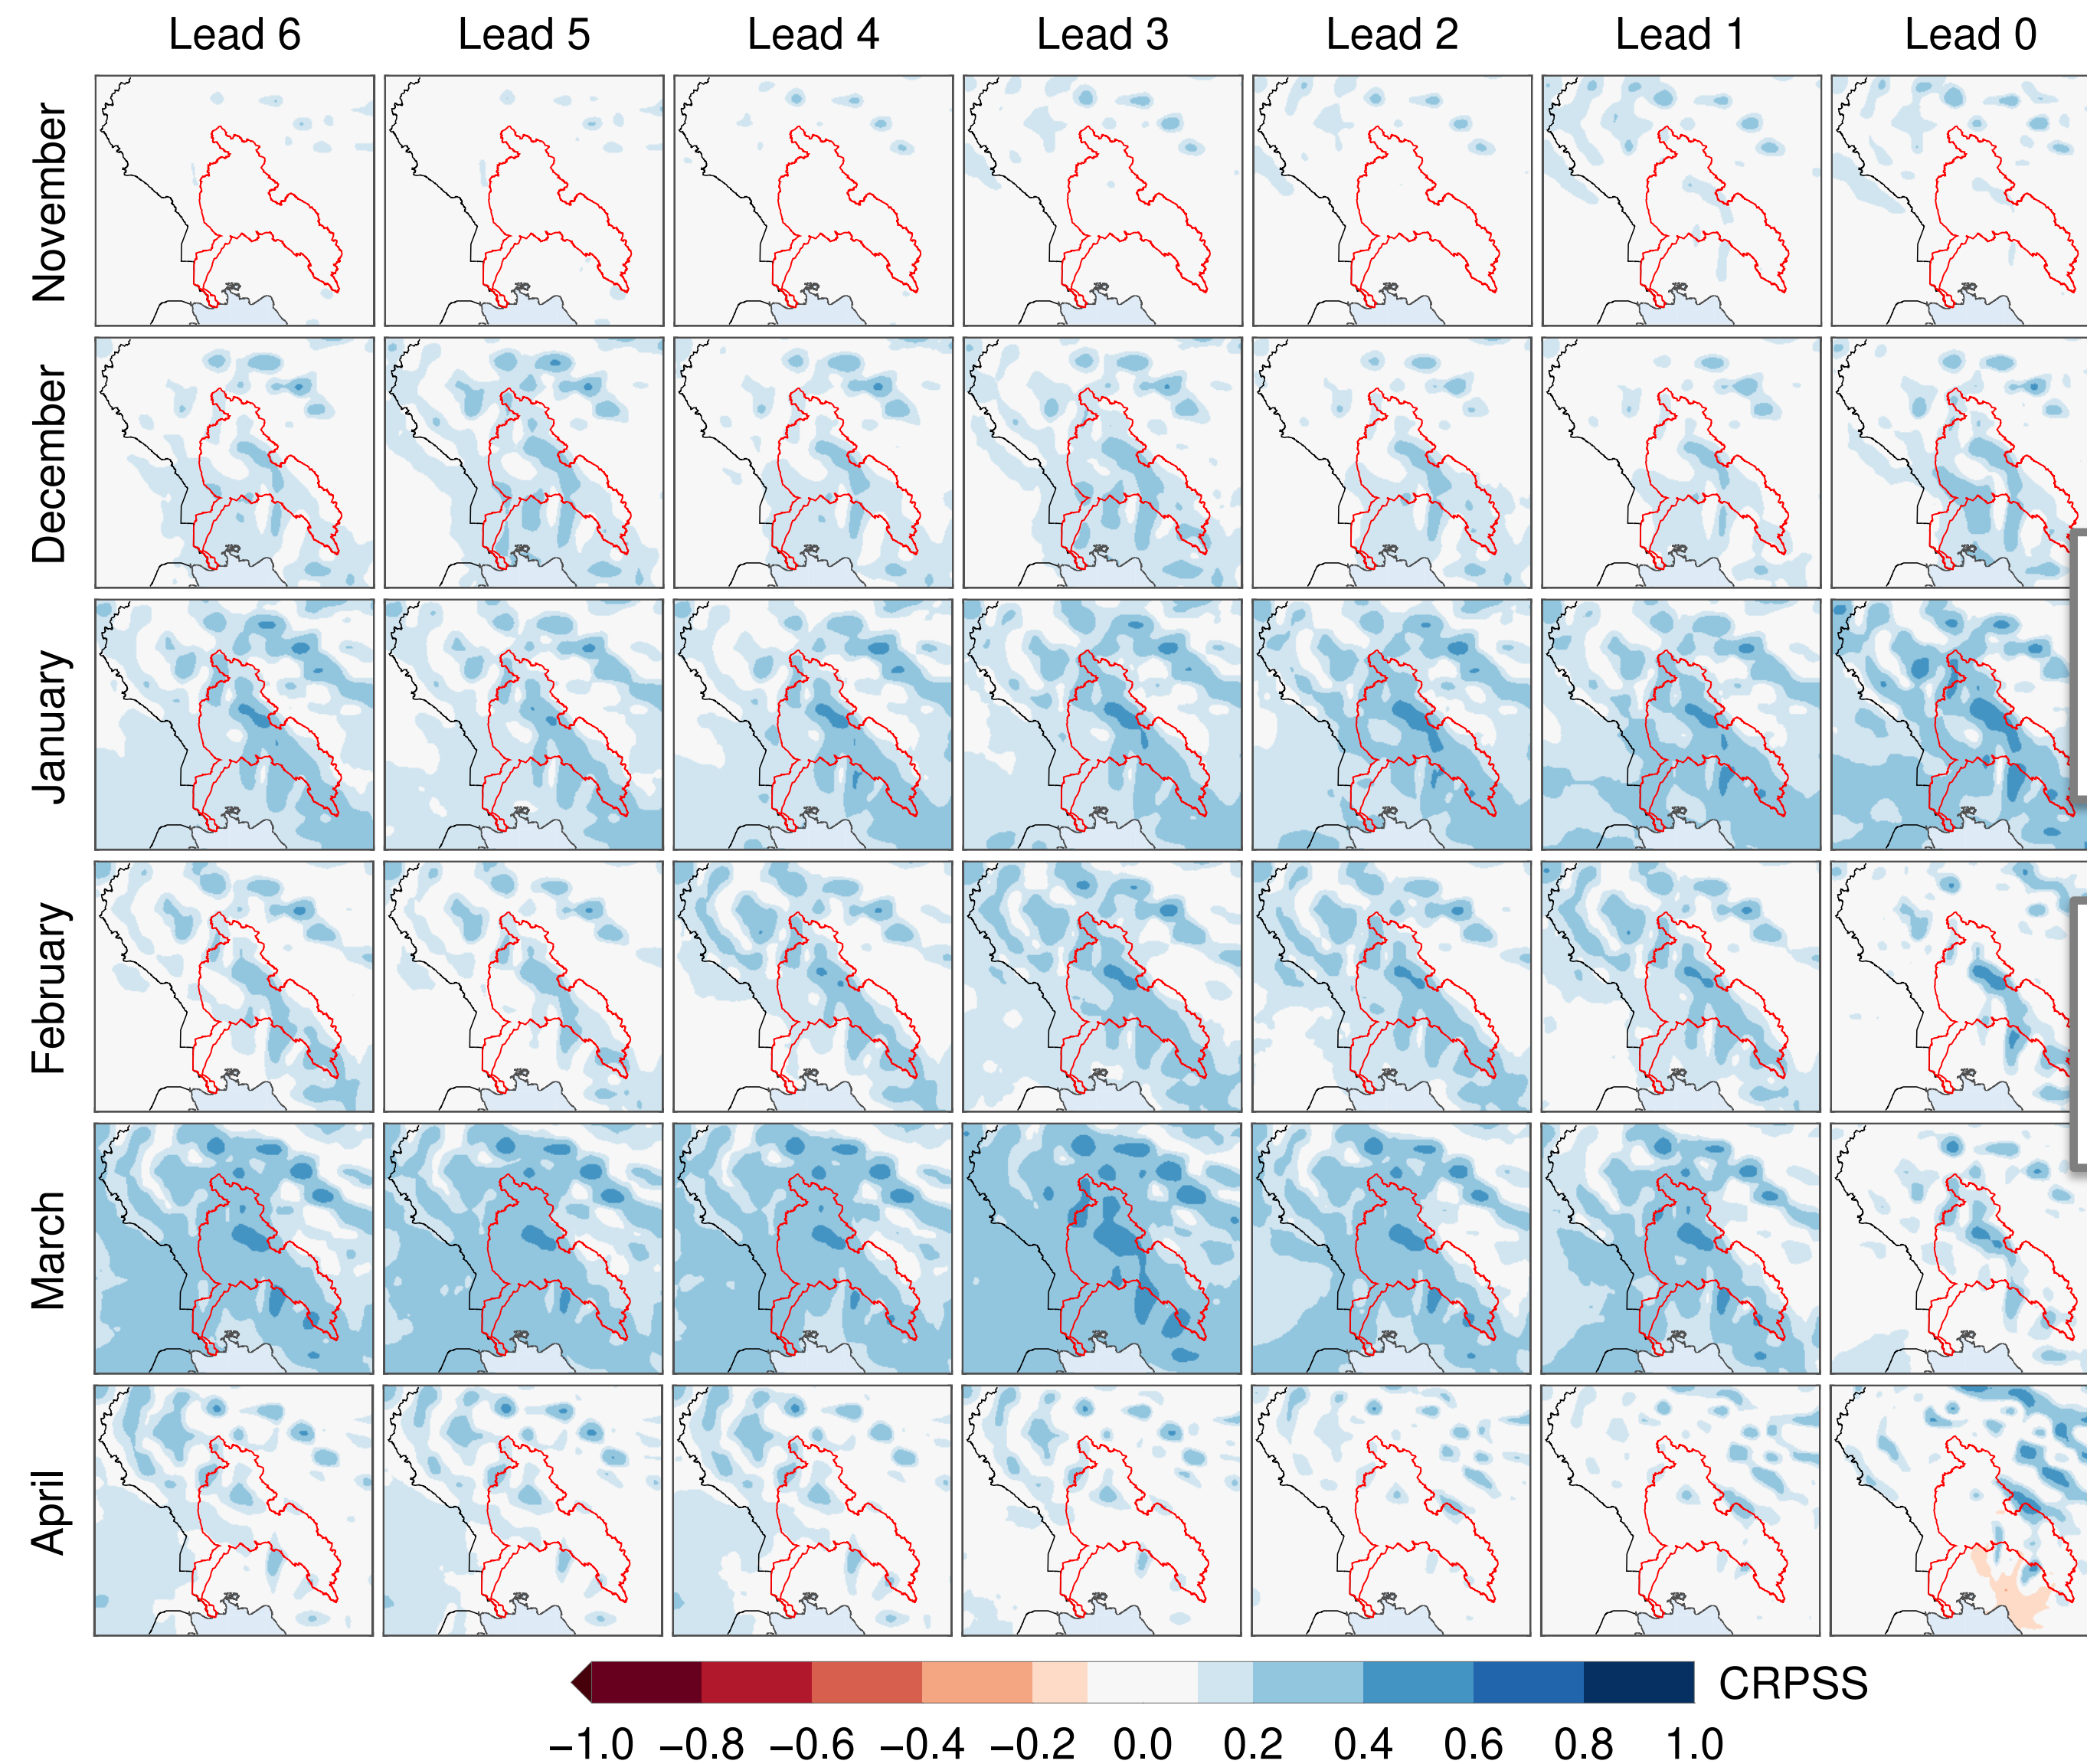 Lead 6 Lead 5 Lead 4 Lead 3 Lead 2 Lead 1 Lead 0
November
December
January
February
March
April
CRPSS
−1.0 −0.8 −0.6 −0.4 −0.2 0.0 0.2 0.4 0.6 0.8 1.0